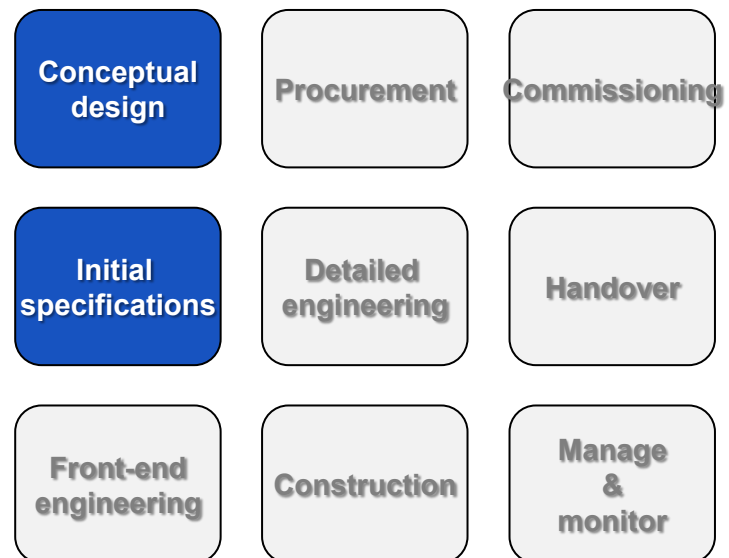 Conceptual
design
Procurement
Commissioning
Initial
specifications
Detailed
engineering
Handover
Front-end
engineering
Construction
Manage
&
monitor